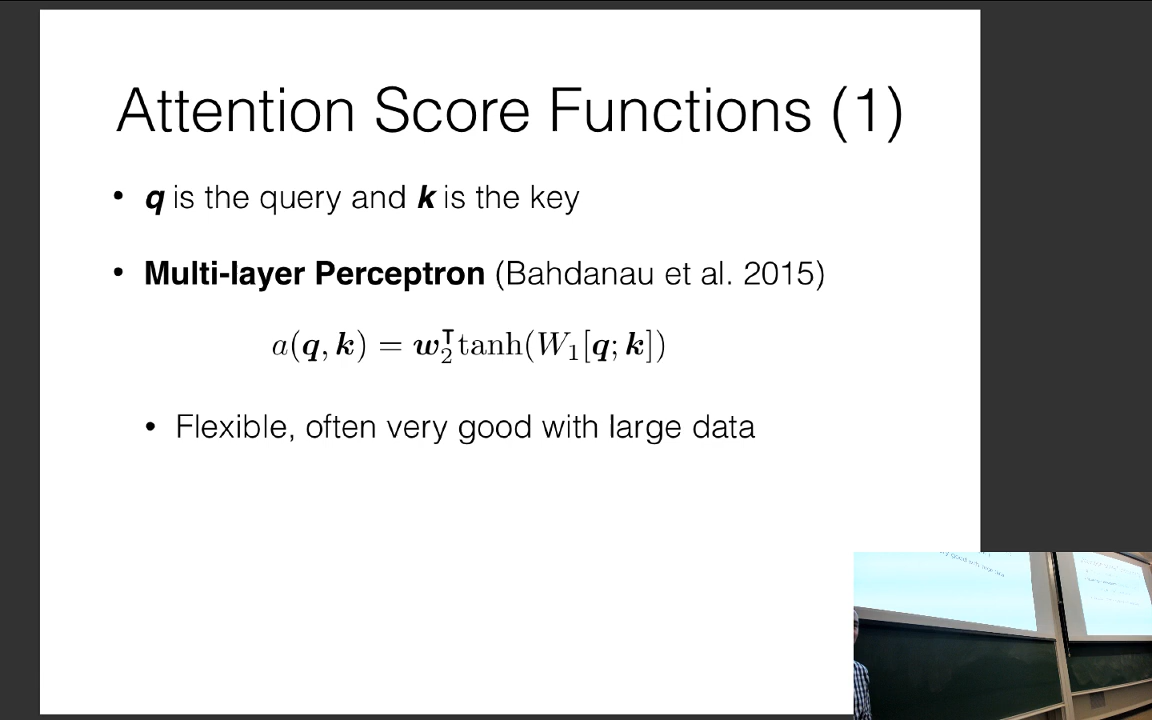 Attention Score Functions (1)
• q is the query and k is the key
• Multi-layer Perceptron (Bahdanau et al. 2015)
a(q, k) = w₂ᵀtanh(W₁[q; k])
• Flexible, often very good with large data